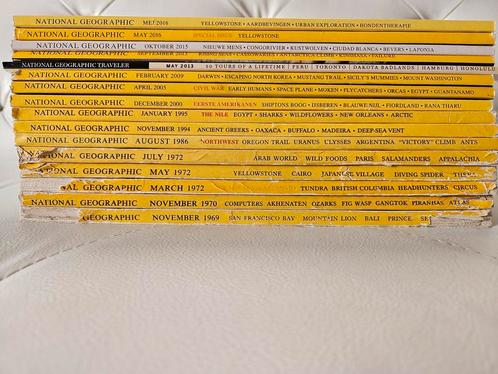 NATIONAL GEOGRAPHIC MEI 2016 YELLOWSTONE • AARDBEVINGEN • URBAN EXPLORATION • HONDENTHERAPIE
NATIONAL GEOGRAPHIC MAY 2016 SPECIAL ISSUE YELLOWSTONE
NATIONAL GEOGRAPHIC OKTOBER 2015 NIEUWE MENS • CONGORIVIER • KUSTWOLVEN • CIUDAD BLANCA • BEVERS • LAPONIA
NATIONAL GEOGRAPHIC SEPTEMBER 2013 CLIMB FAILURE
NATIONAL GEOGRAPHIC TRAVELER MAY 2013 50 TOURS OF A LIFETIME | PERU | TORONTO | DAKOTA BADLANDS | HAMBURG | HONOLULU
NATIONAL GEOGRAPHIC FEBRUARY 2009 DARWIN • ESCAPING NORTH KOREA • MUSTANG TRAIL • SICILY'S MUMMIES • MOUNT WASHINGTON
NATIONAL GEOGRAPHIC APRIL 2005 CIVIL WAR EARLY HUMANS • SPACE PLANE • MOKEN • FLYCATCHERS • ORCAS • EGYPT • GUANTANAMO
NATIONAL GEOGRAPHIC DECEMBER 2000 EERSTE AMERIKANEN SHIPTONS BOOG • IJSBEREN • BLAUWE NIJL • FIORDLAND • RANA THARU
NATIONAL GEOGRAPHIC JANUARY 1995 THE NILE EGYPT • SHARKS • WILDFLOWERS • NEW ORLEANS • ARCTIC
NATIONAL GEOGRAPHIC NOVEMBER 1994 ANCIENT GREEKS • OAXACA • BUFFALO • MADEIRA • DEEP-SEA VENT
NATIONAL GEOGRAPHIC AUGUST 1986 NORTHWEST OREGON TRAIL URANUS ULYSSES ARGENTINA "VICTORY" CLIMB ANTS
NATIONAL GEOGRAPHIC JULY 1972 ARAB WORLD WILD FOODS PARIS SALAMANDERS APPALACHIA
NATIONAL GEOGRAPHIC MAY 1972 YELLOWSTONE CAIRO JAPANESE VILLAGE DIVING SPIDER
GEOGRAPHIC MARCH 1972 TUNDRA BRITISH COLUMBIA HEADHUNTERS CIRCUS
NATIONAL GEOGRAPHIC NOVEMBER 1970 COMPUTERS AKHENATEN OZARKS FIG WASP GANGTOK PIRANHAS ATLAS
GEOGRAPHIC NOVEMBER 1969 SAN FRANCISCO BAY MOUNTAIN LION BALI PRINCE